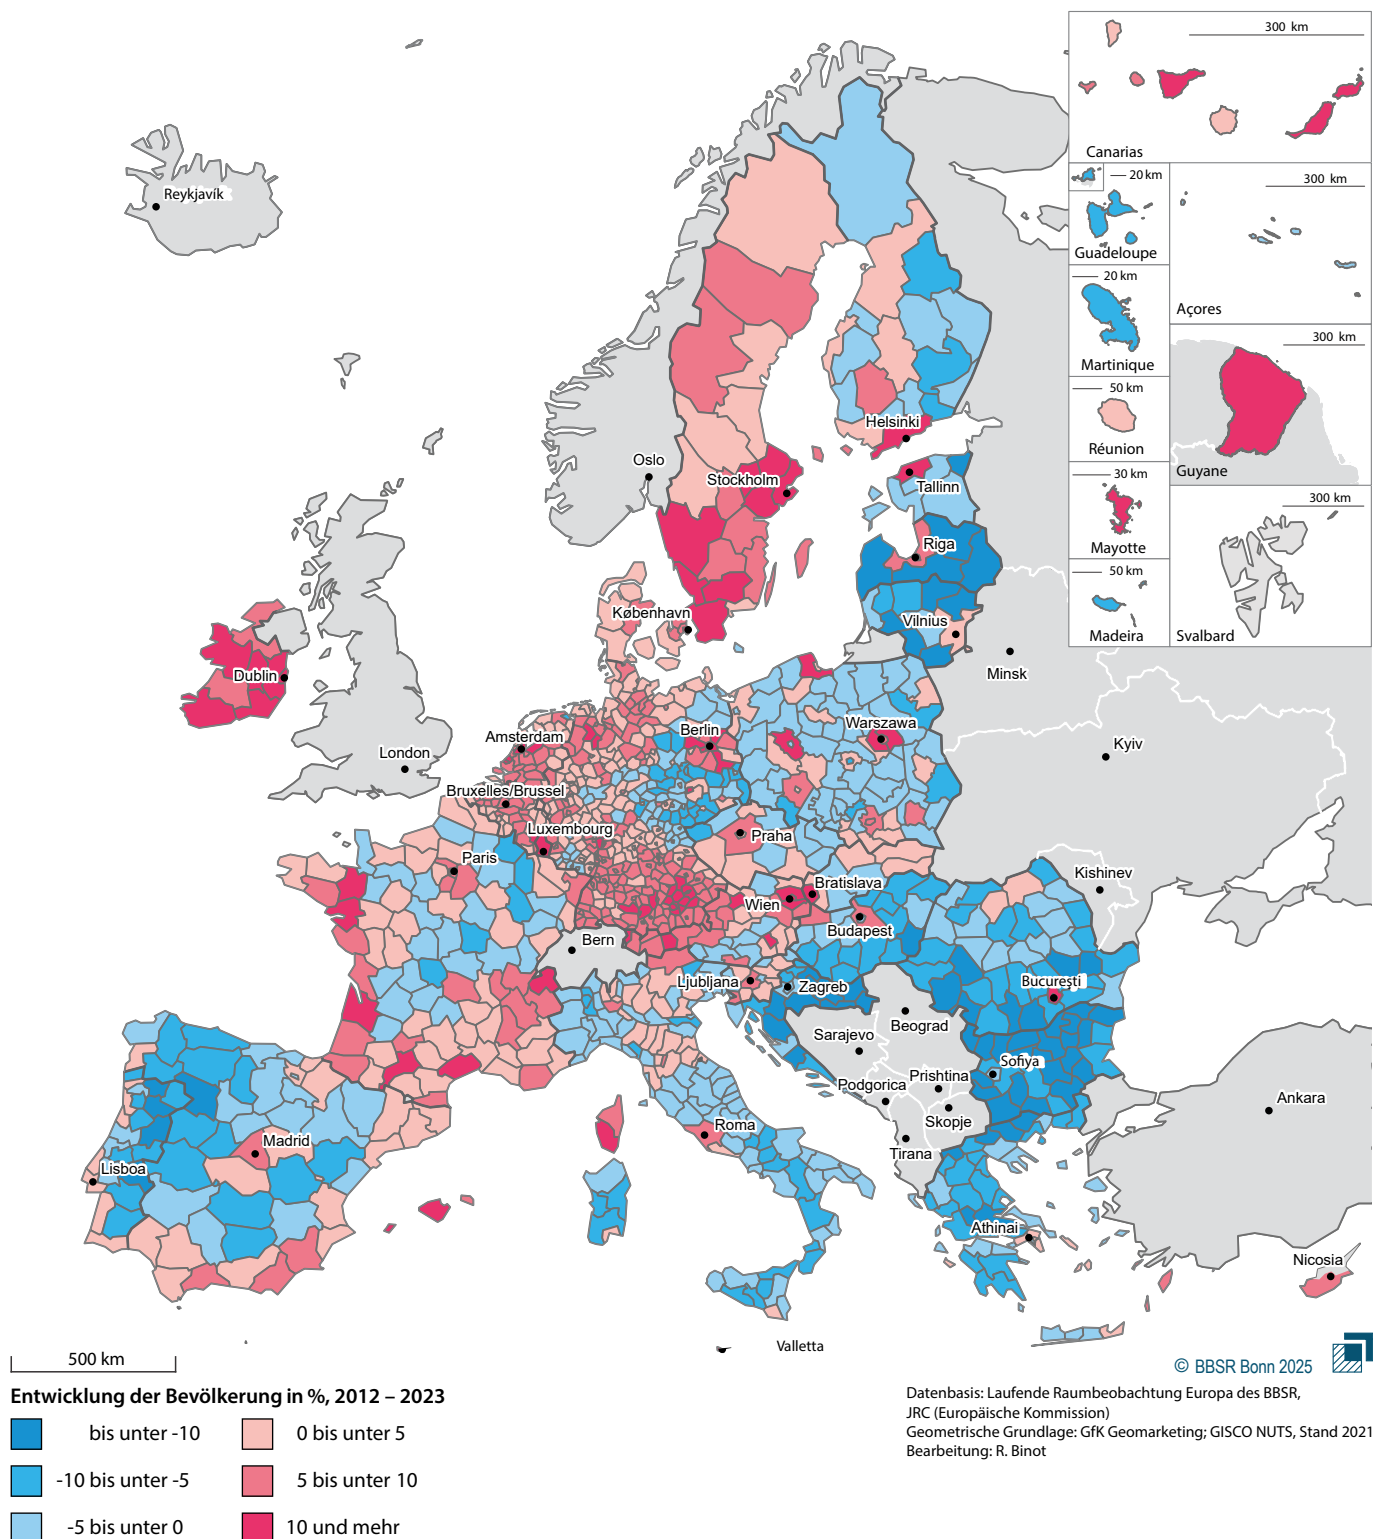 300 km
Canarias
20 km
Guadeloupe
300 km
Açores
20 km
Martinique
300 km
Guyane
50 km
Réunion
30 km
Mayotte
300 km
Svalbard
50 km
Madeira
Reykjavík
Oslo
Helsinki
Stockholm
Tallinn
Riga
København
Vilnius
Minsk
Dublin
London
Amsterdam
Berlin
Warszawa
Kyiv
Bruxelles/Brussel
Luxembourg
Praha
Paris
Kishinev
Bratislava
Wien
Budapest
Bern
Ljubljana
Zagreb
București
Beograd
Sarajevo
Sofiya
Prishtina
Podgorica
Skopje
Ankara
Roma
Madrid
Tirana
Lisboa
Athinai
Nicosia
Valletta
500 km
© BBSR Bonn 2025
Entwicklung der Bevölkerung in %, 2012 – 2023
bis unter -10
-10 bis unter -5
-5 bis unter 0
0 bis unter 5
5 bis unter 10
10 und mehr
Datenbasis: Laufende Raumbeobachtung Europa des BBSR,
JRC (Europäische Kommission)
Geometrische Grundlage: GfK Geomarketing; GISCO NUTS, Stand 2021
Bearbeitung: R. Binot